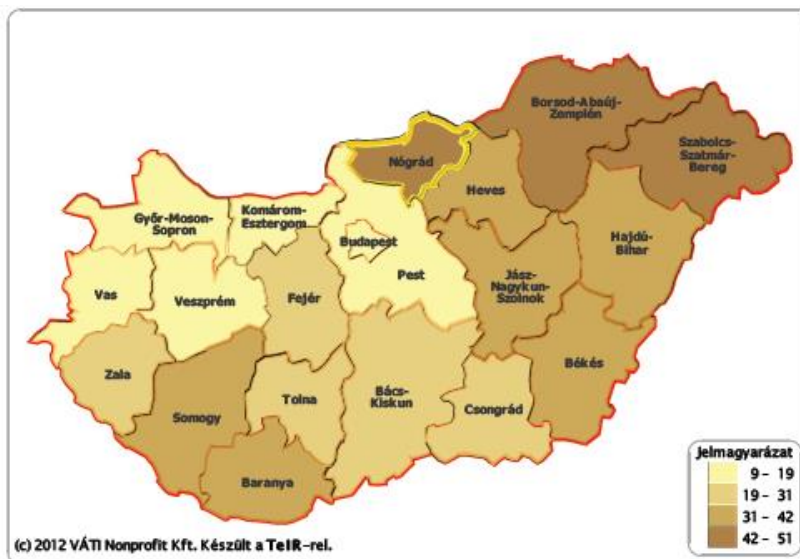 Borsod-Abaúj-
Zemplén
Szabolcs-
Szatmár-
Bereg
Nógrád
Heves
Győr-Moson-
Sopron
Komárom-
Esztergom
Budapest
Hajdú-
Bihar
Pest
Jász-
Nagykun-
Szolnok
Vas
Veszprém
Fejér
Zala
Somogy
Tolna
Bács-
Kiskun
Csongrád
Békés
Baranya
Jelmagyarázat
9 - 19
19 - 31
31 - 42
42 - 51
(c) 2012 VÁTI Nonprofit Kft. Készült a TeIR-rel.